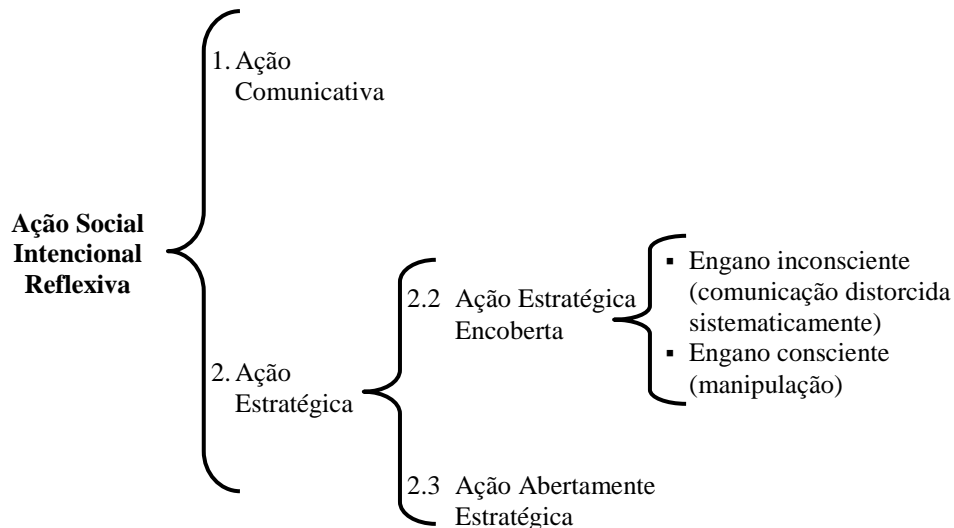 1. Ação
Comunicativa
Ação Social
Intencional
Reflexiva
2. Ação
Estratégica
2.2 Ação Estratégica
Encoberta
▪ Engano inconsciente
(comunicação distorcida
sistematicamente)
▪ Engano consciente
(manipulação)
2.3 Ação Abertamente
Estratégica